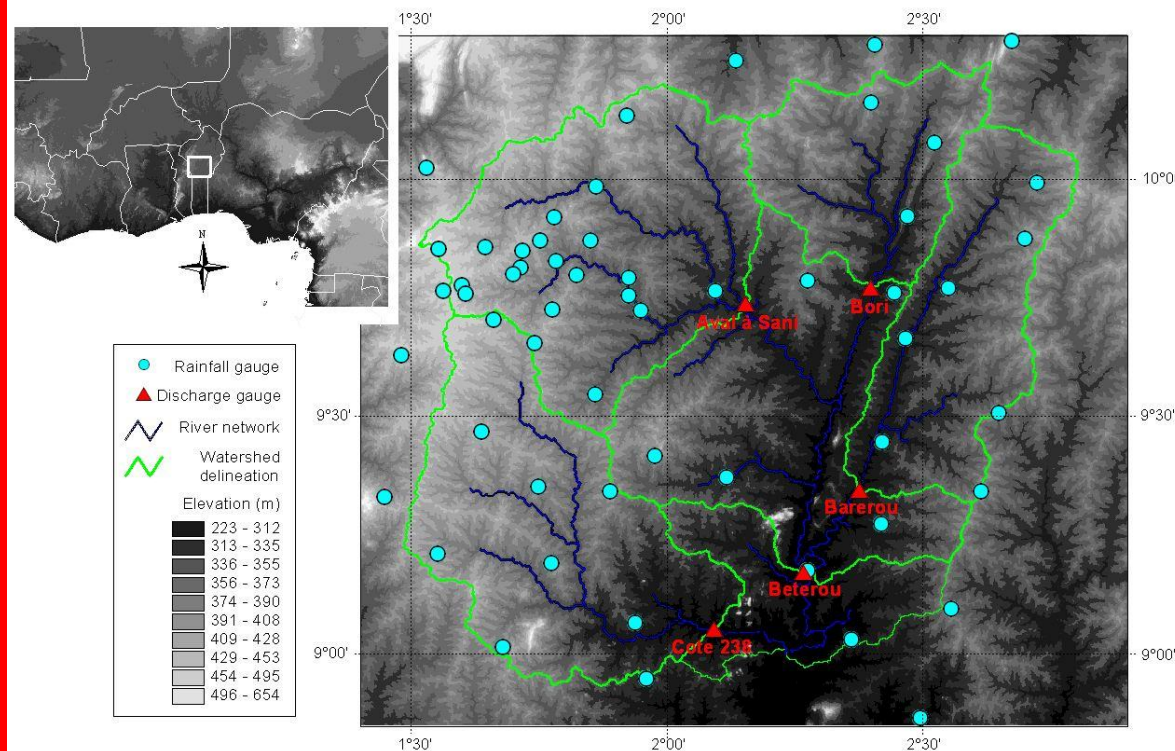 1°30' 2°00' 2°30'
N
10°0
Bori
Aval à Sani
Rainfall gauge
Discharge gauge
River network
Watershed
delineation
Elevation (m)
223 - 312
313 - 335
336 - 355
356 - 373
374 - 390
391 - 408
409 - 428
429 - 453
454 - 495
496 - 654
9°30' 9°30'
Barerou
Beterou
Cote 238
9°00' 9°00'
1°30' 2°00' 2°30'